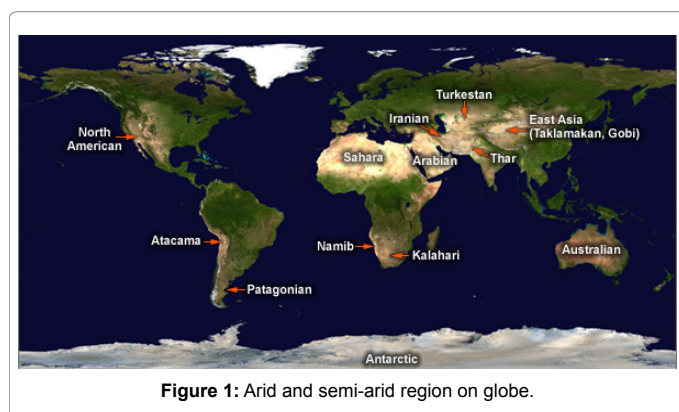 Turkestan
Iranian
East Asia
(Taklamakan, Gobi)
North
American
Sahara
Arabian
Thar
Atacama
Namib
Kalahari
Australian
Patagonian
Antarctic
Figure 1: Arid and semi-arid region on globe.